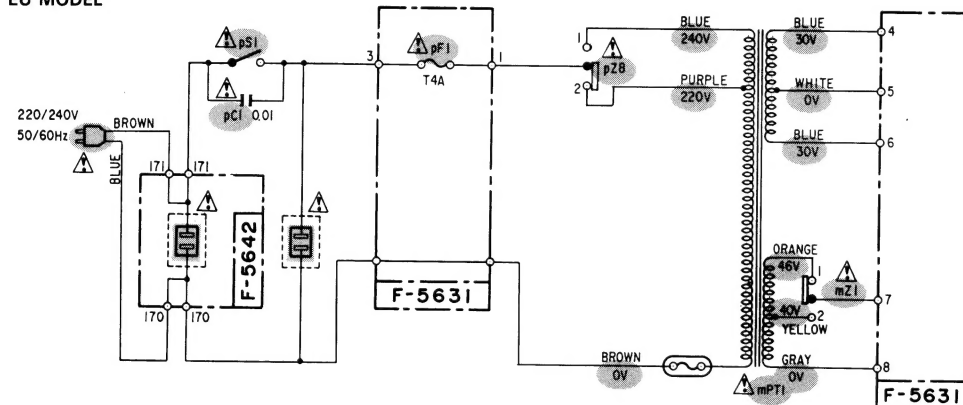 EU MODEL
220/240V
50/60Hz
BROWN
BLUE
171 171
170 170
F-5642
pS1
pC1 0.01
3
pF1
T4A
1
F-5631
1
2
pZ8
BLUE
240V
PURPLE
220V
BROWN
0V
BLUE
30V
4
WHITE
0V
5
BLUE
30V
6
ORANGE
46V
1
mZ1
7
40V
2
YELLOW
GRAY
0V
8
mPT1
F-5631